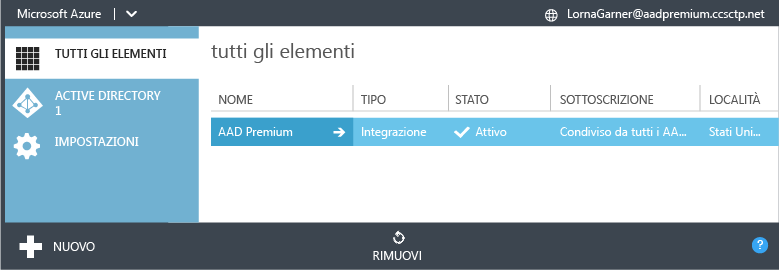 Microsoft Azure
LornaGarner@aadpremium.ccsctp.net
TUTTI GLI ELEMENTI
ACTIVE DIRECTORY
1
IMPOSTAZIONI
tutti gli elementi
NOME TIPO STATO SOTTOSCRIZIONE LOCALITÀ
AAD Premium Integrazione Attivo Condiviso da tutti i AA... Stati Uni...
NUOVO
RIMUOVI
?